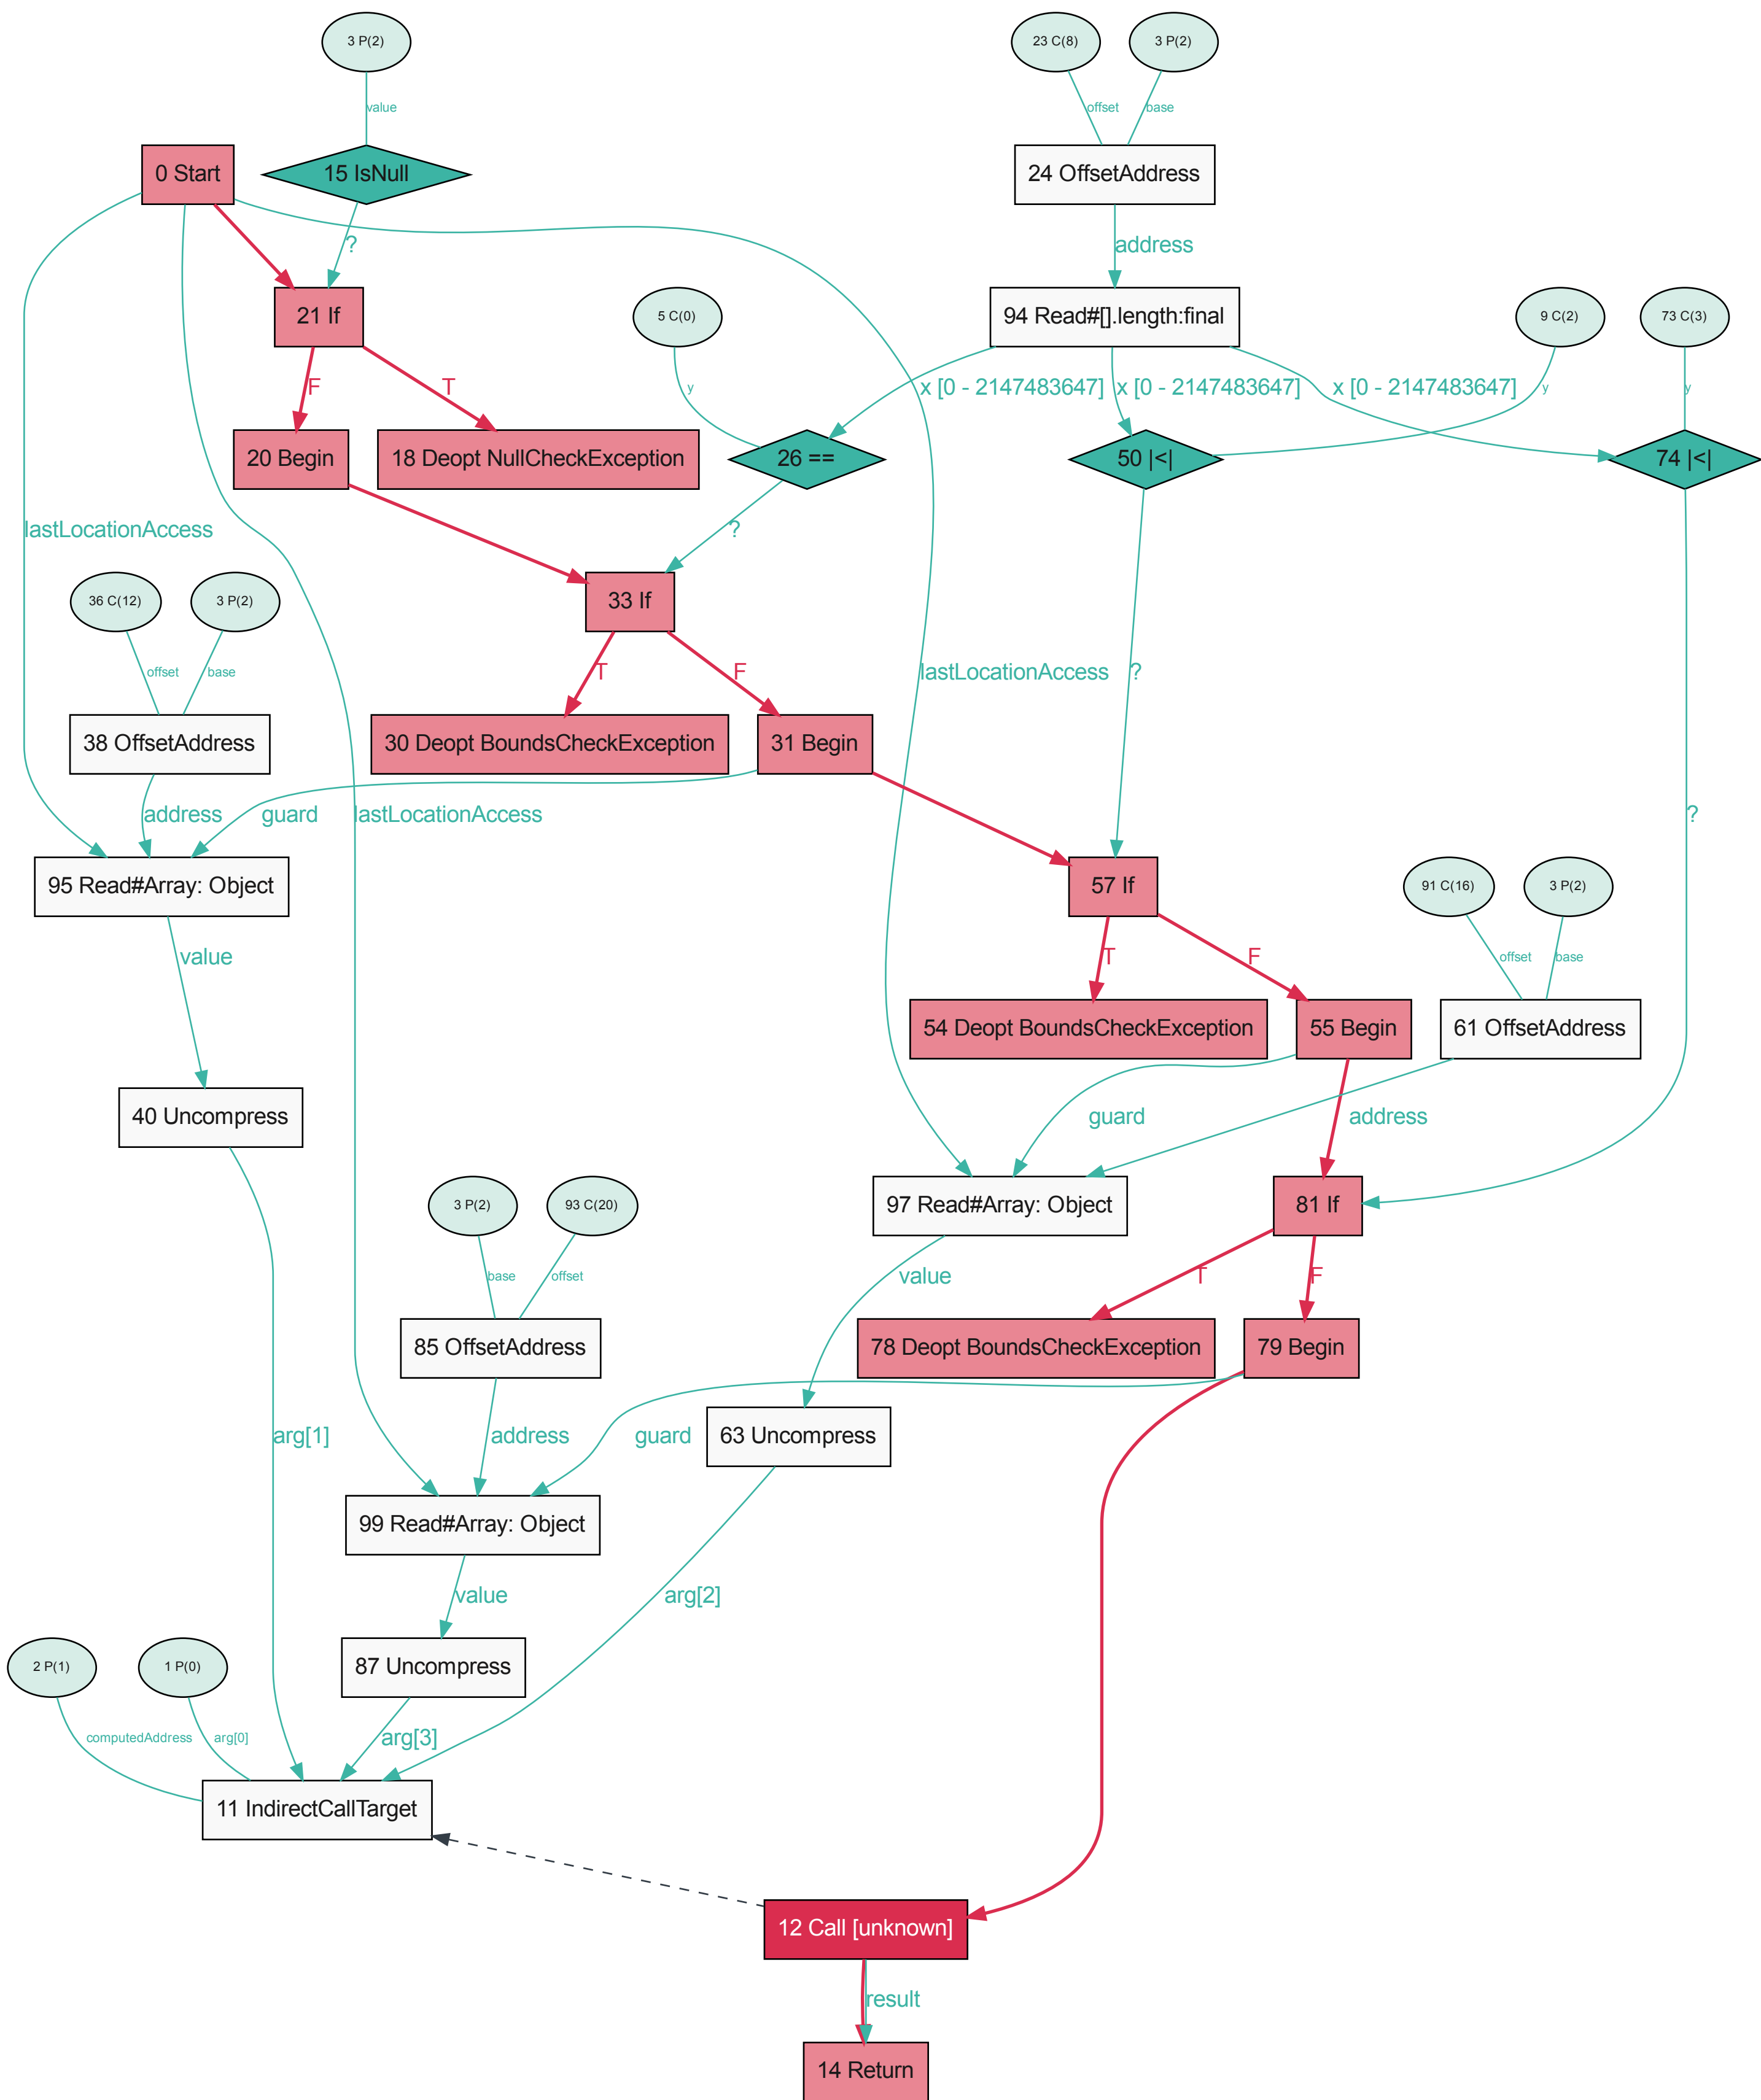 3 P(2)
23 C(8)
3 P(2)
value
offset
base
0 Start
15 IsNull
24 OffsetAddress
?
address
21 If
5 C(0)
94 Read#[].length:final
9 C(2)
73 C(3)
F
T
y
x [0 - 2147483647]
x [0 - 2147483647]
x [0 - 2147483647]
y
y
20 Begin
18 Deopt NullCheckException
26 ==
50 |<|
74 |<|
lastLocationAccess
?
36 C(12)
3 P(2)
33 If
offset
base
T
F
lastLocationAccess
?
38 OffsetAddress
30 Deopt BoundsCheckException
31 Begin
address
guard
lastLocationAccess
?
95 Read#Array: Object
57 If
91 C(16)
3 P(2)
value
T
F
offset
base
54 Deopt BoundsCheckException
55 Begin
61 OffsetAddress
40 Uncompress
guard
address
3 P(2)
93 C(20)
97 Read#Array: Object
81 If
base
offset
value
T
F
85 OffsetAddress
78 Deopt BoundsCheckException
79 Begin
arg[1]
address
guard
63 Uncompress
99 Read#Array: Object
value
arg[2]
2 P(1)
1 P(0)
87 Uncompress
computedAddress
arg[0]
arg[3]
11 IndirectCallTarget
12 Call [unknown]
result
14 Return